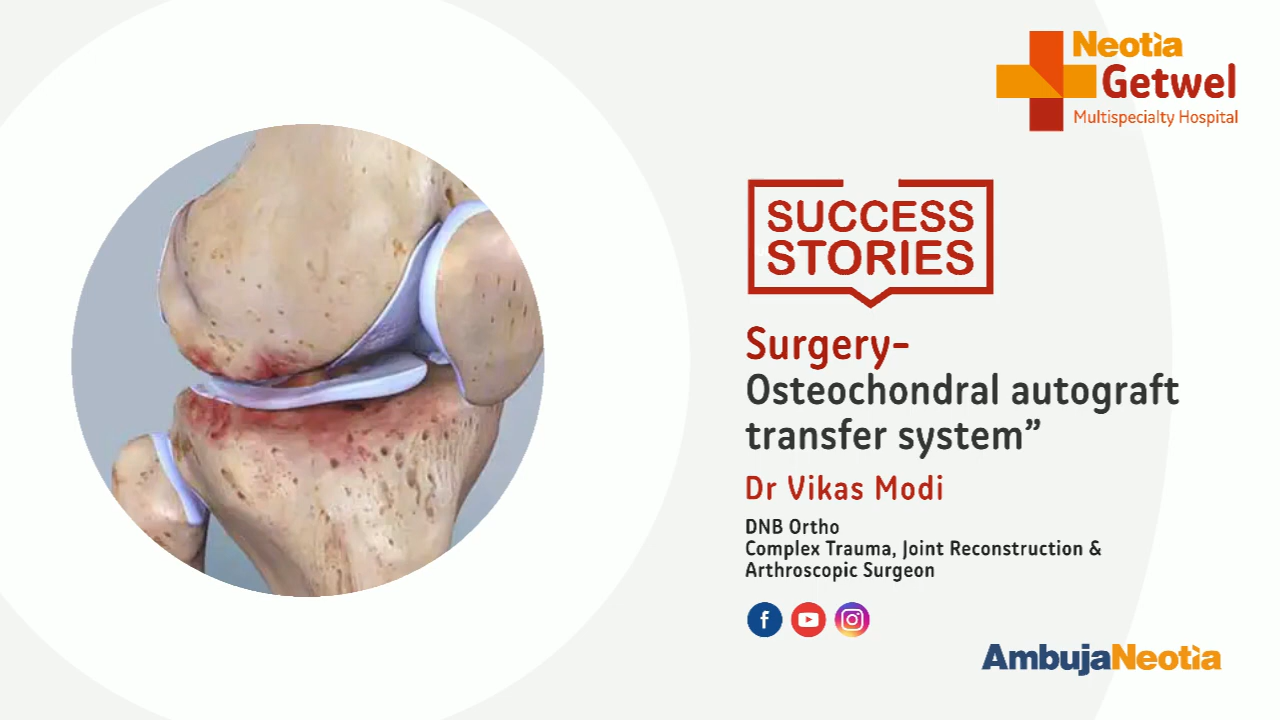 Neotia
Getwel
Multispecialty Hospital
SUCCESS
STORIES
Surgery-
Osteochondral autograft
transfer system”
Dr Vikas Modi
DNB Ortho
Complex Trauma, Joint Reconstruction &
Arthroscopic Surgeon
f
AmbujaNeotia